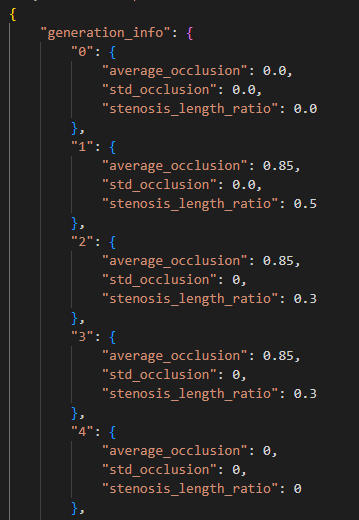 {
"generation_info": {
"0": {
"average_occlusion": 0.0,
"std_occlusion": 0.0,
"stenosis_length_ratio": 0.0
},
"1": {
"average_occlusion": 0.85,
"std_occlusion": 0.0,
"stenosis_length_ratio": 0.5
},
"2": {
"average_occlusion": 0.85,
"std_occlusion": 0,
"stenosis_length_ratio": 0.3
},
"3": {
"average_occlusion": 0.85,
"std_occlusion": 0,
"stenosis_length_ratio": 0.3
},
"4": {
"average_occlusion": 0,
"std_occlusion": 0,
"stenosis_length_ratio": 0
},